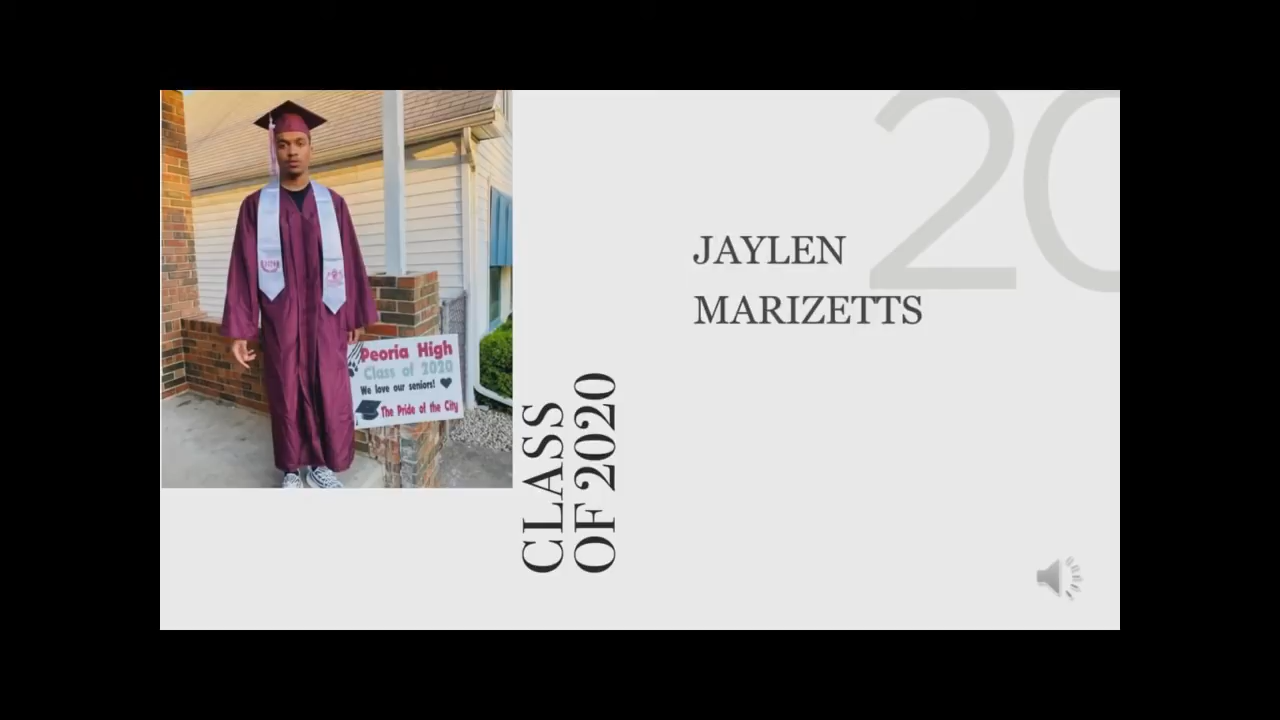 20
JAYLEN
MARIZETTS
Peoria High
Class of 2020
We love our seniors!
The Pride of the City
CLASS
OF 2020